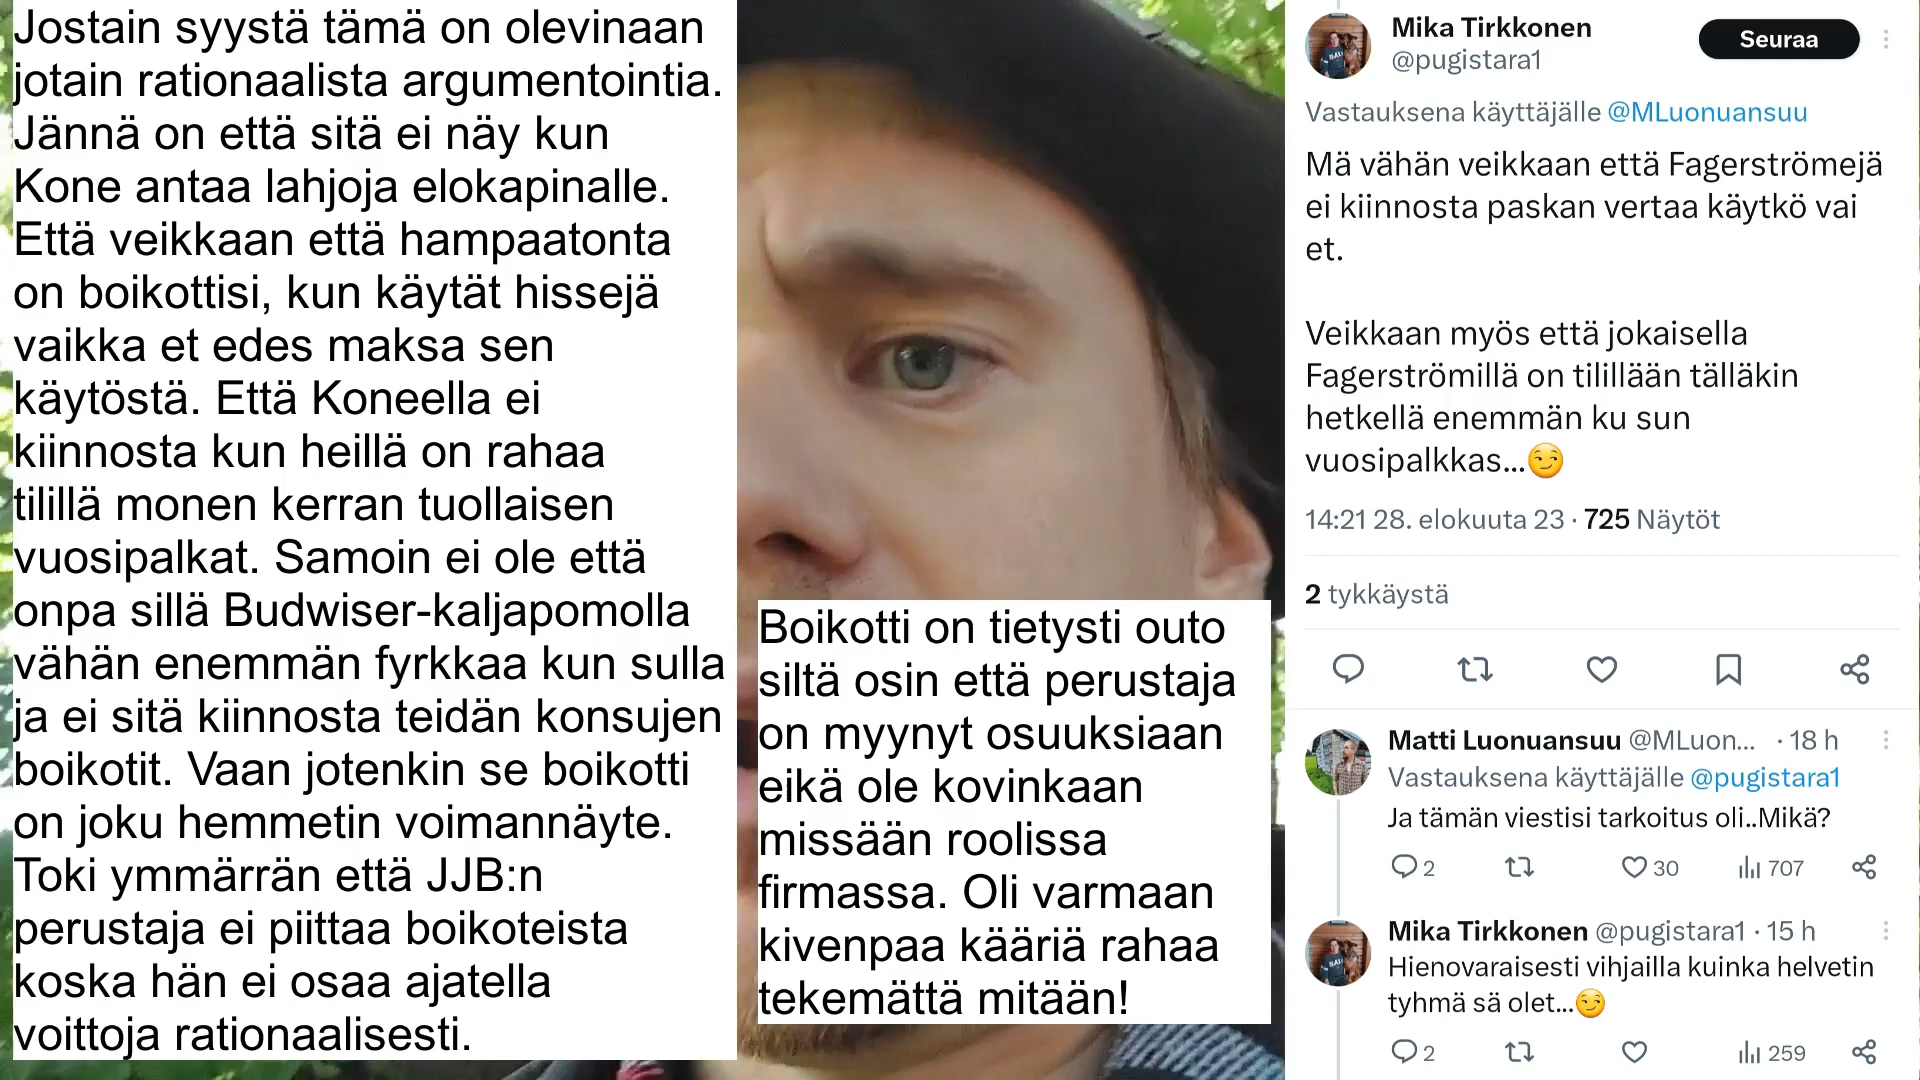 Jostain syystä tämä on olevinaan
jotain rationaalista argumentointia.
Jännä on että sitä ei näy kun
Kone antaa lahjoja elokapinalle.
Että veikkaan että hampaatonta
on boikottisi, kun käytät hissejä
vaikka et edes maksa sen
käytöstä. Että Koneella ei
kiinnosta kun heillä on rahaa
tilillä monen kerran tuollaisen
vuosipalkat. Samoin ei ole että
onpa sillä Budwiser-kaljapomolla
vähän enemmän fyrkkaa kun sulla
ja ei sitä kiinnosta teidän konsujen
boikotit. Vaan jotenkin se boikotti
on joku hemmetin voimannäyte.
Toki ymmärrän että JJB:n
perustaja ei piittaa boikoteista
koska hän ei osaa ajatella
voittoja rationaalisesti.
Boikotti on tietysti outo
siltä osin että perustaja
on myynyt osuuksiaan
eikä ole kovinkaan
missään roolissa
firmassa. Oli varmaan
kivenpaa kääriä rahaa
tekemättä mitään!
Mika Tirkkonen
Seuraa
@pugistara1
Vastauksena käyttäjälle @MLuonuansuu
Mä vähän veikkaan että Fagerströmejä
ei kiinnosta paskan vertaa käytkö vai
et.
Veikkaan myös että jokaisella
Fagerströmillä on tilillään tälläkin
hetkellä enemmän ku sun
vuosipalkkas...😏
14:21 28. elokuuta 23 · 725 Näytöt
2 tykkäystä
Matti Luonuansuu @MLuon... · 18 h
Vastauksena käyttäjälle @pugistara1
Ja tämän viestisi tarkoitus oli..Mikä?
2 30 707
Mika Tirkkonen @pugistara1 · 15 h
Hienovaraisesti vihjailla kuinka helvetin
tyhmä sä olet...😏
2 259